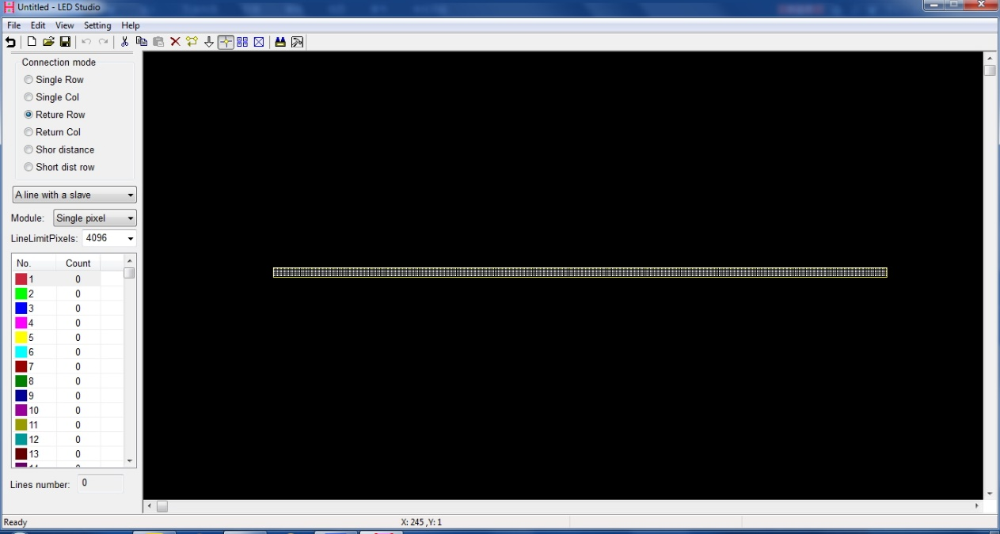 Untitled - LED Studio
File Edit View Setting Help
Connection mode
Single Row
Single Col
Reture Row
Return Col
Shor distance
Short dist row
A line with a slave
Module: Single pixel
LineLimitPixels: 4096
No. Count
1 0
2 0
3 0
4 0
5 0
6 0
7 0
8 0
9 0
10 0
11 0
12 0
13 0
Lines number: 0
Ready X: 245 ,Y: 1